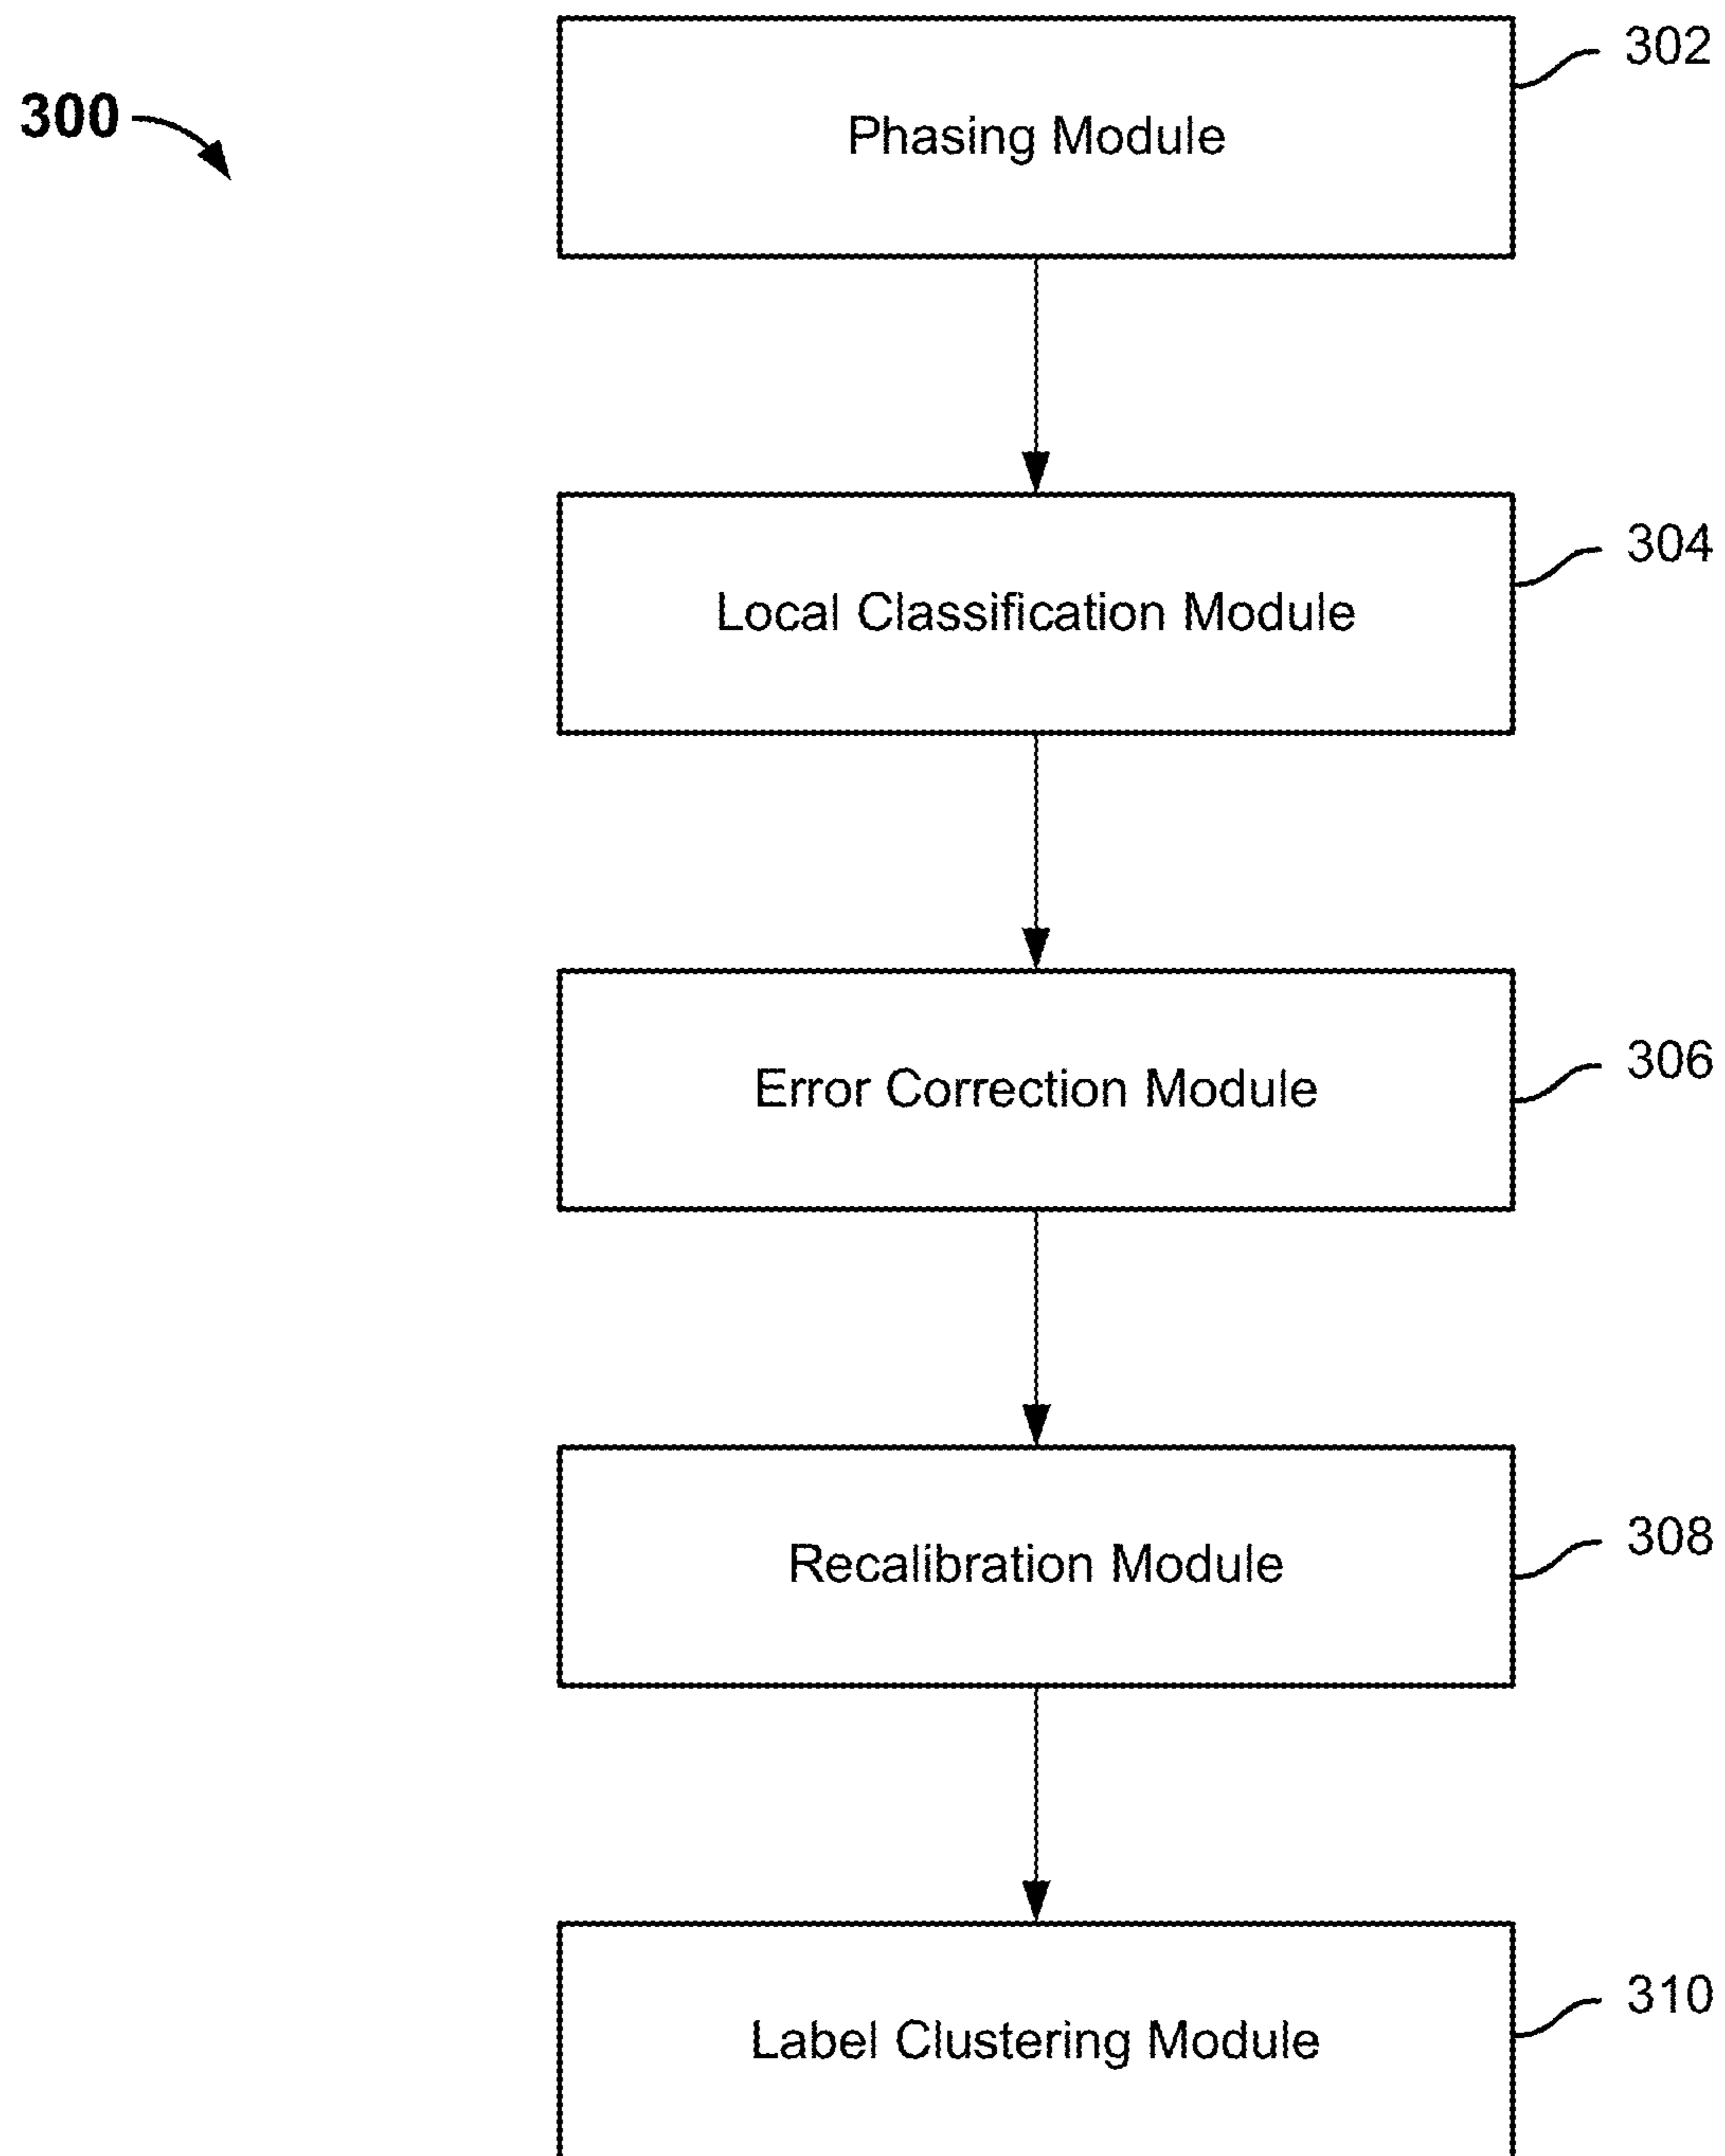 302
300
Phasing Module
304
Local Classification Module
306
Error Correction Module
308
Recalibration Module
310
Label Clustering Module